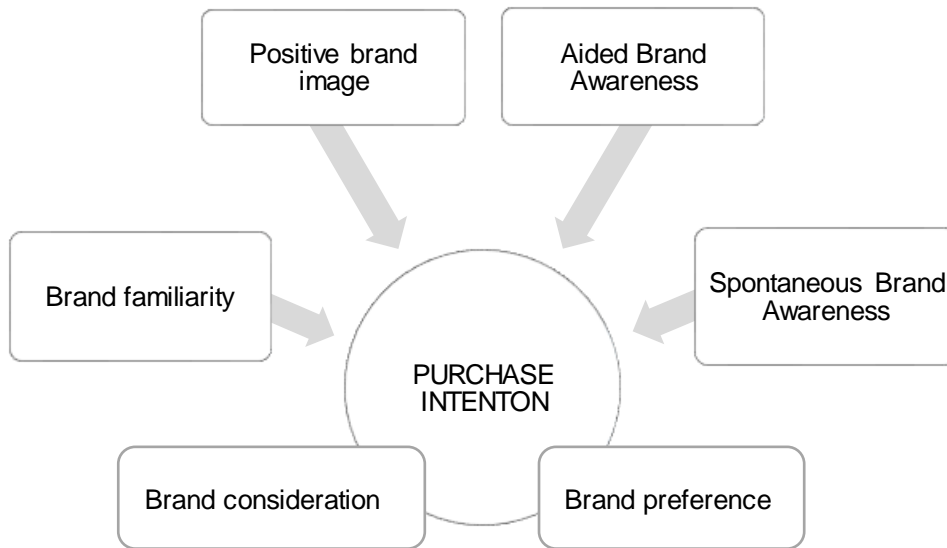 Positive brand
image
Aided Brand
Awareness
Brand familiarity
Spontaneous Brand
Awareness
PURCHASE
INTENTON
Brand consideration
Brand preference